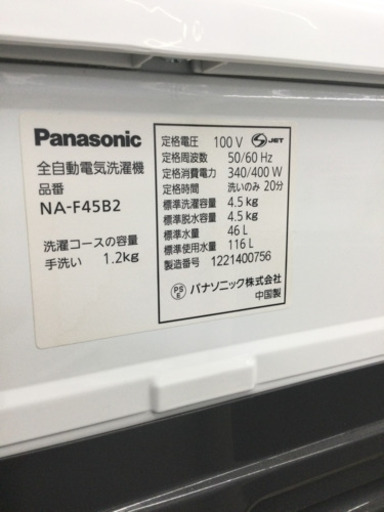 Panasonic
全自動電気洗濯機
品番
NA-F45B2
洗濯コースの容量
手洗い 1.2kg
定格電圧 100 V S JET
定格周波数 50/60 Hz
定格消費電力 340/400 W
定格時間 洗いのみ 20分
標準洗濯容量 4.5 kg
標準脱水容量 4.5 kg
標準水量 46 L
標準使用水量 116 L
製造番号 1221400756
PS E パナソニック株式会社
中国製